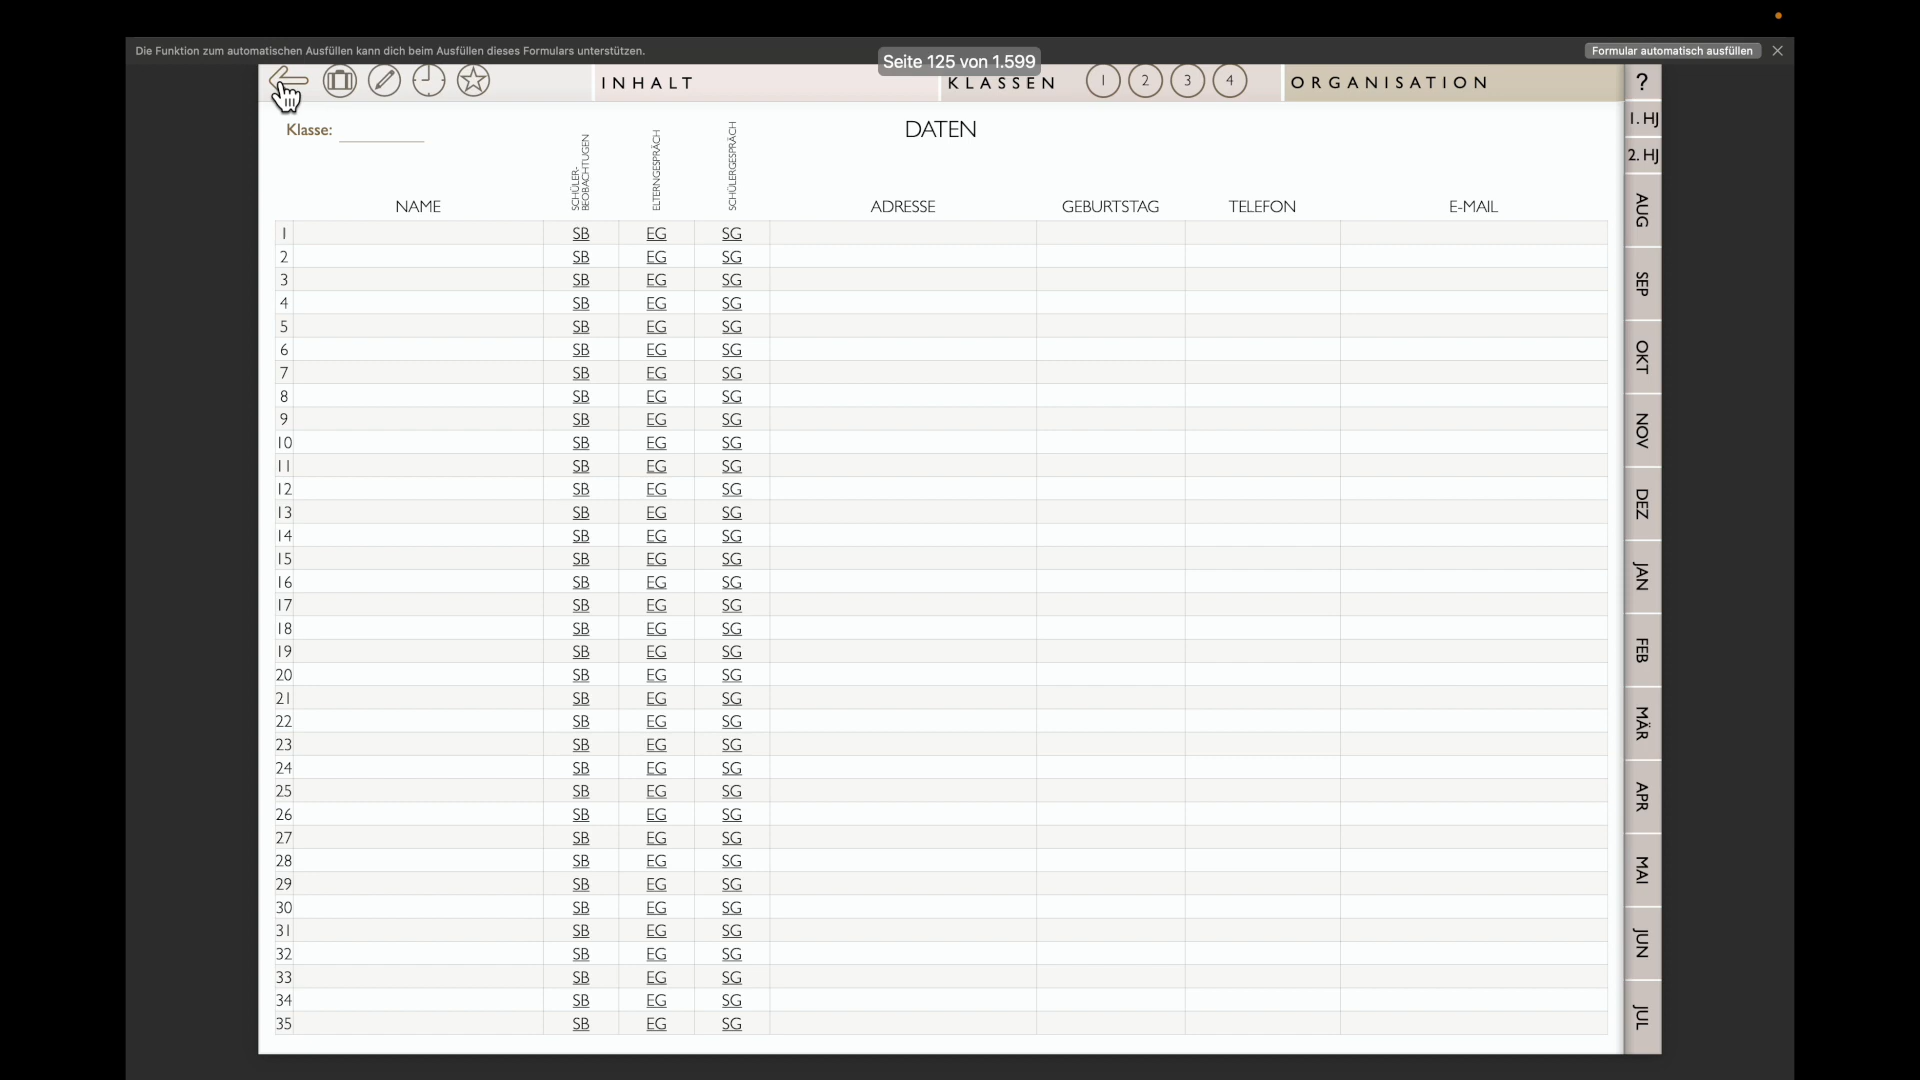 Die Funktion zum automatischen Ausfüllen kann dich beim Ausfüllen dieses Formulars unterstützen.
Formular automatisch ausfüllen
Seite 125 von 1.599
INHALT
KLASSEN 1 2 3 4
ORGANISATION
?
Klasse:
DATEN
NAME
SCHÜLER-
BEOBACHTUGEN
ELTERNGESPRÄCH
SCHÜLERGESPRÄCH
ADRESSE
GEBURTSTAG
TELEFON
E-MAIL
1 SB EG SG
2 SB EG SG
3 SB EG SG
4 SB EG SG
5 SB EG SG
6 SB EG SG
7 SB EG SG
8 SB EG SG
9 SB EG SG
10 SB EG SG
11 SB EG SG
12 SB EG SG
13 SB EG SG
14 SB EG SG
15 SB EG SG
16 SB EG SG
17 SB EG SG
18 SB EG SG
19 SB EG SG
20 SB EG SG
21 SB EG SG
22 SB EG SG
23 SB EG SG
24 SB EG SG
25 SB EG SG
26 SB EG SG
27 SB EG SG
28 SB EG SG
29 SB EG SG
30 SB EG SG
31 SB EG SG
32 SB EG SG
33 SB EG SG
34 SB EG SG
35 SB EG SG
1. HJ
2. HJ
AUG
SEP
OKT
NOV
DEZ
JAN
FEB
MÄR
APR
MAI
JUN
JUL